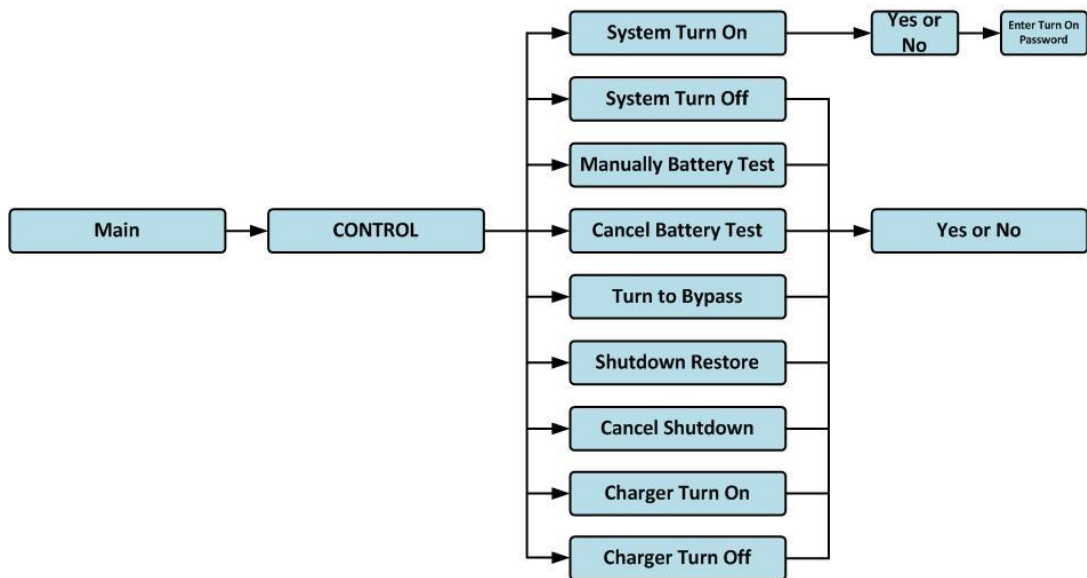 System Turn On
Yes or
No
Enter Turn On
Password
System Turn Off
Manually Battery Test
Main
CONTROL
Cancel Battery Test
Yes or No
Turn to Bypass
Shutdown Restore
Cancel Shutdown
Charger Turn On
Charger Turn Off